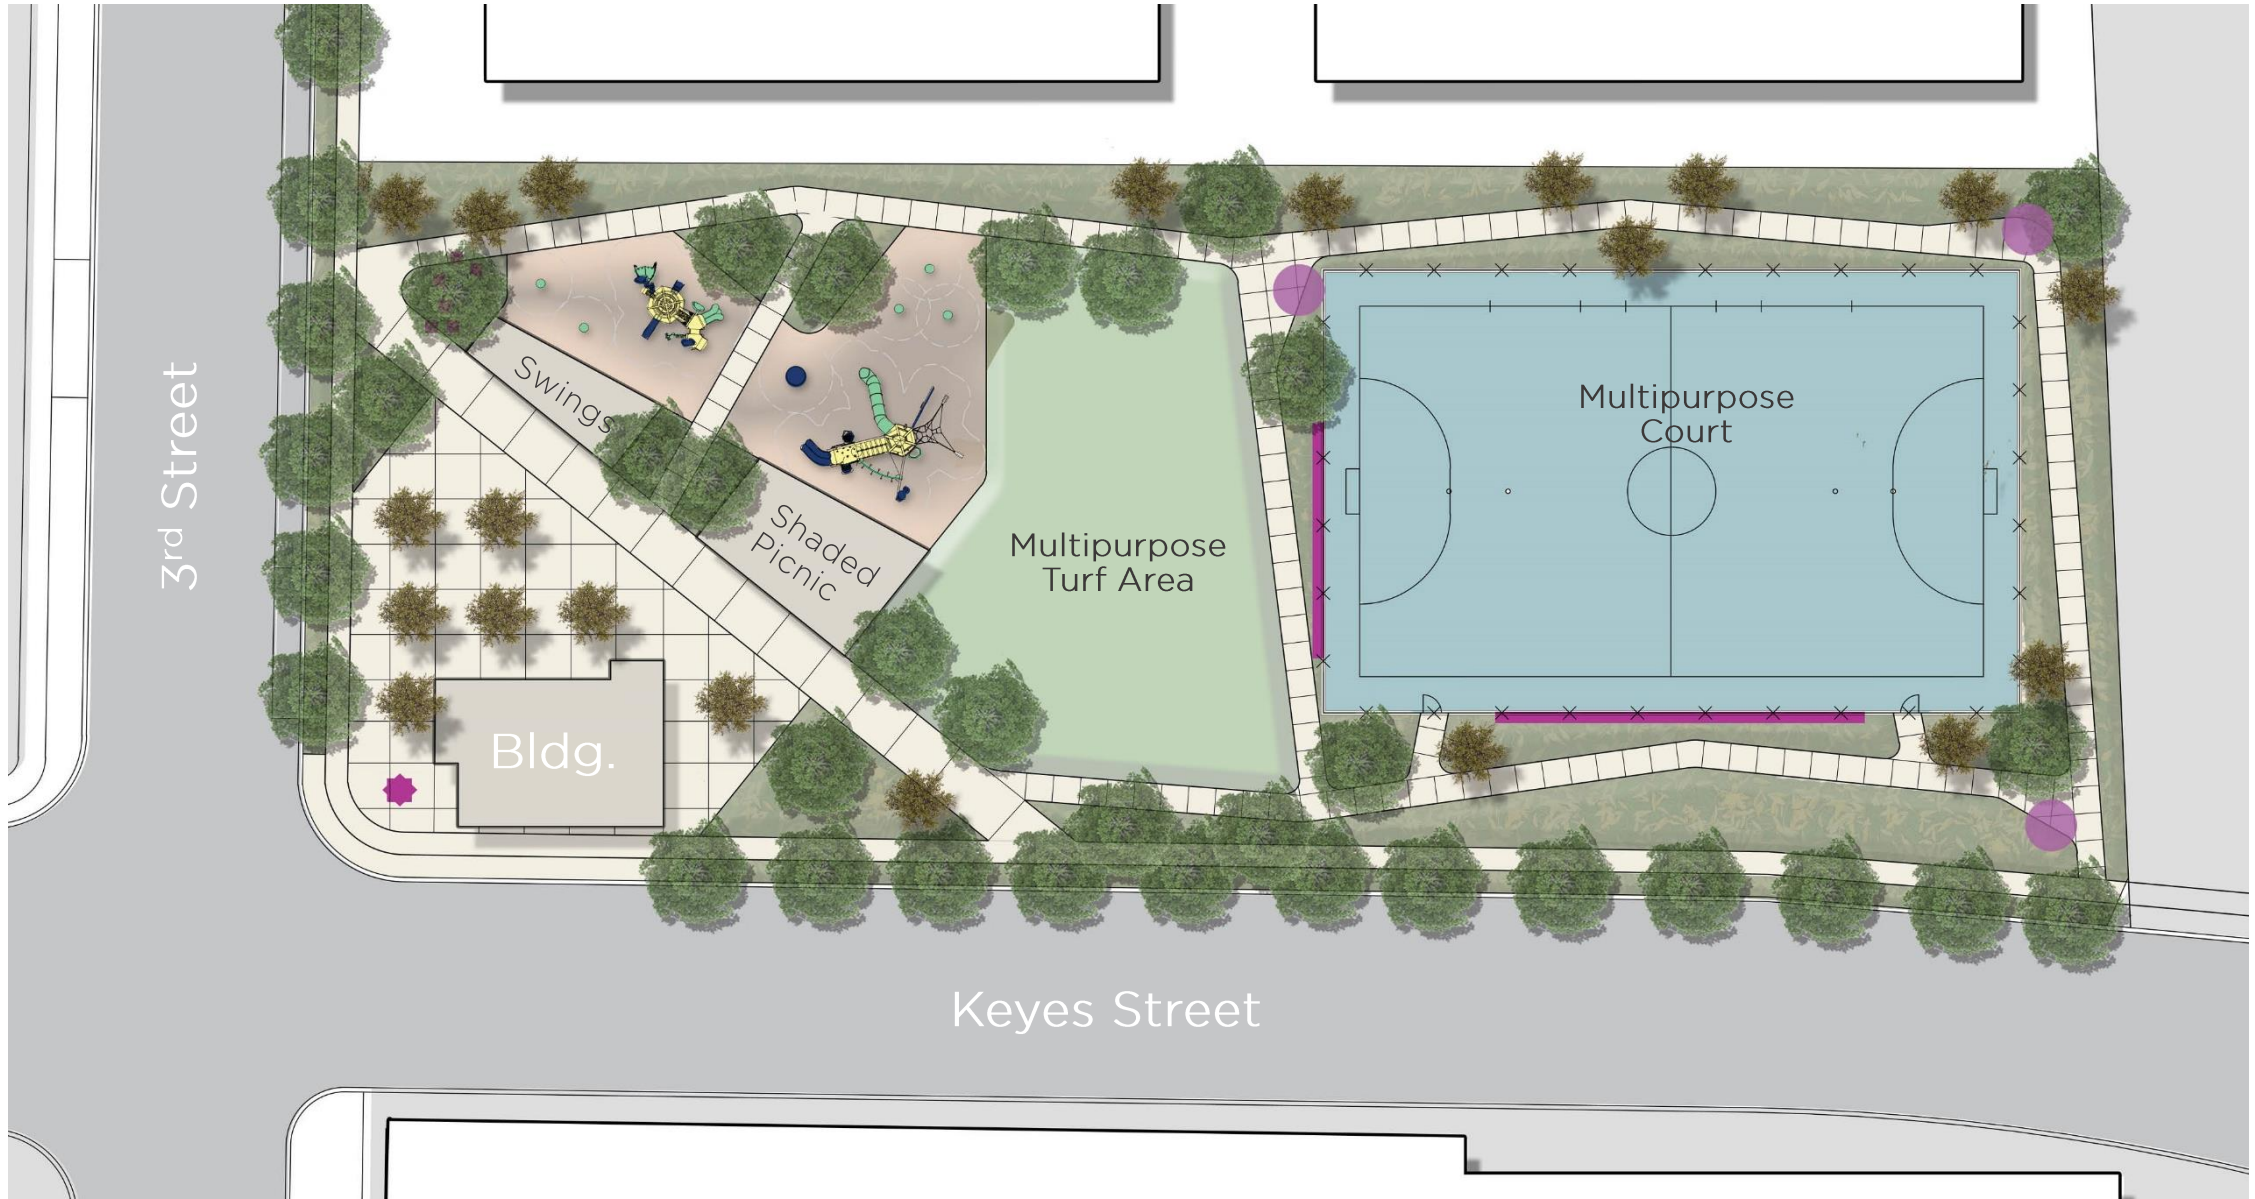 Swings
Shaded
Picnic
Multipurpose
Turf Area
Multipurpose
Court
3rd Street
Bldg.
Keyes Street